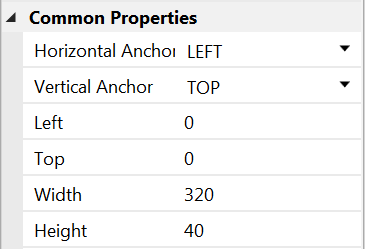 Common Properties
Horizontal Anchor LEFT
Vertical Anchor TOP
Left 0
Top 0
Width 320
Height 40